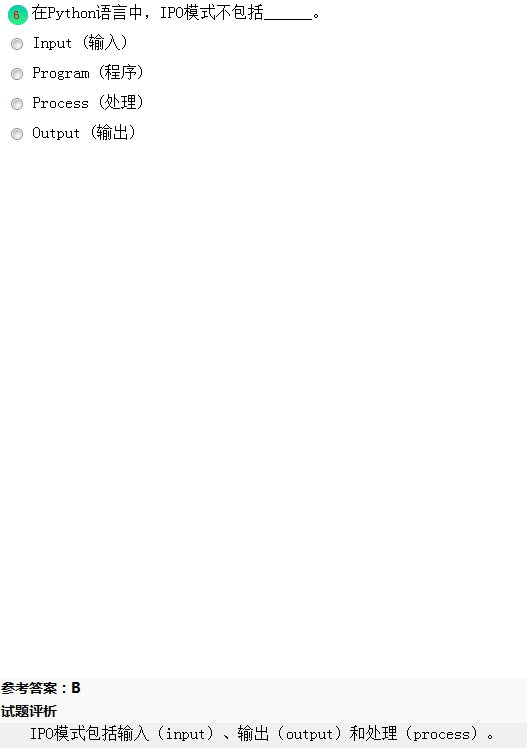 6 在Python语言中，IPO模式不包括______。
Input（输入）
Program（程序）
Process（处理）
Output（输出）
参考答案：B
试题评析
IPO模式包括输入（input）、输出（output）和处理（process）。